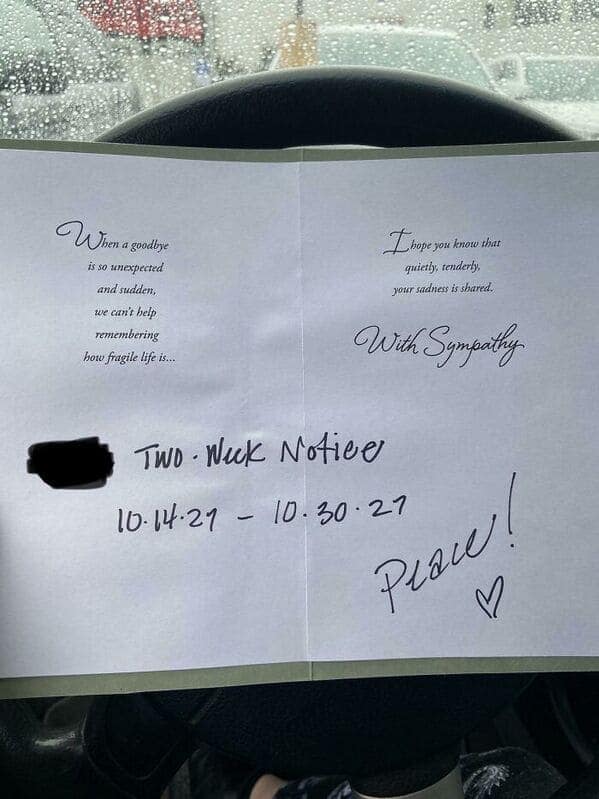 When a goodbye
is so unexpected
and sudden,
we can't help
remembering
how fragile life is...
I hope you know that
quietly, tenderly,
your sadness is shared.
With Sympathy
Two-Week Notice
10.14.21 – 10.30.21
Peace!